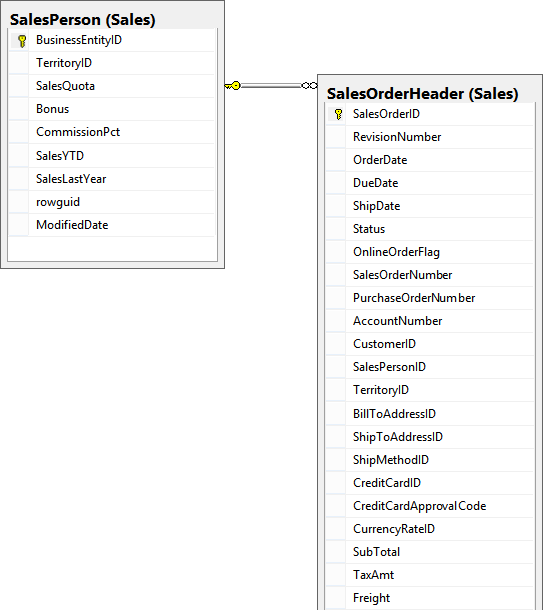 SalesPerson (Sales)
BusinessEntityID
TerritoryID
SalesQuota
Bonus
CommissionPct
SalesYTD
SalesLastYear
rowguid
ModifiedDate
SalesOrderHeader (Sales)
SalesOrderID
RevisionNumber
OrderDate
DueDate
ShipDate
Status
OnlineOrderFlag
SalesOrderNumber
PurchaseOrderNumber
AccountNumber
CustomerID
SalesPersonID
TerritoryID
BillToAddressID
ShipToAddressID
ShipMethodID
CreditCardID
CreditCardApprovalCode
CurrencyRateID
SubTotal
TaxAmt
Freight